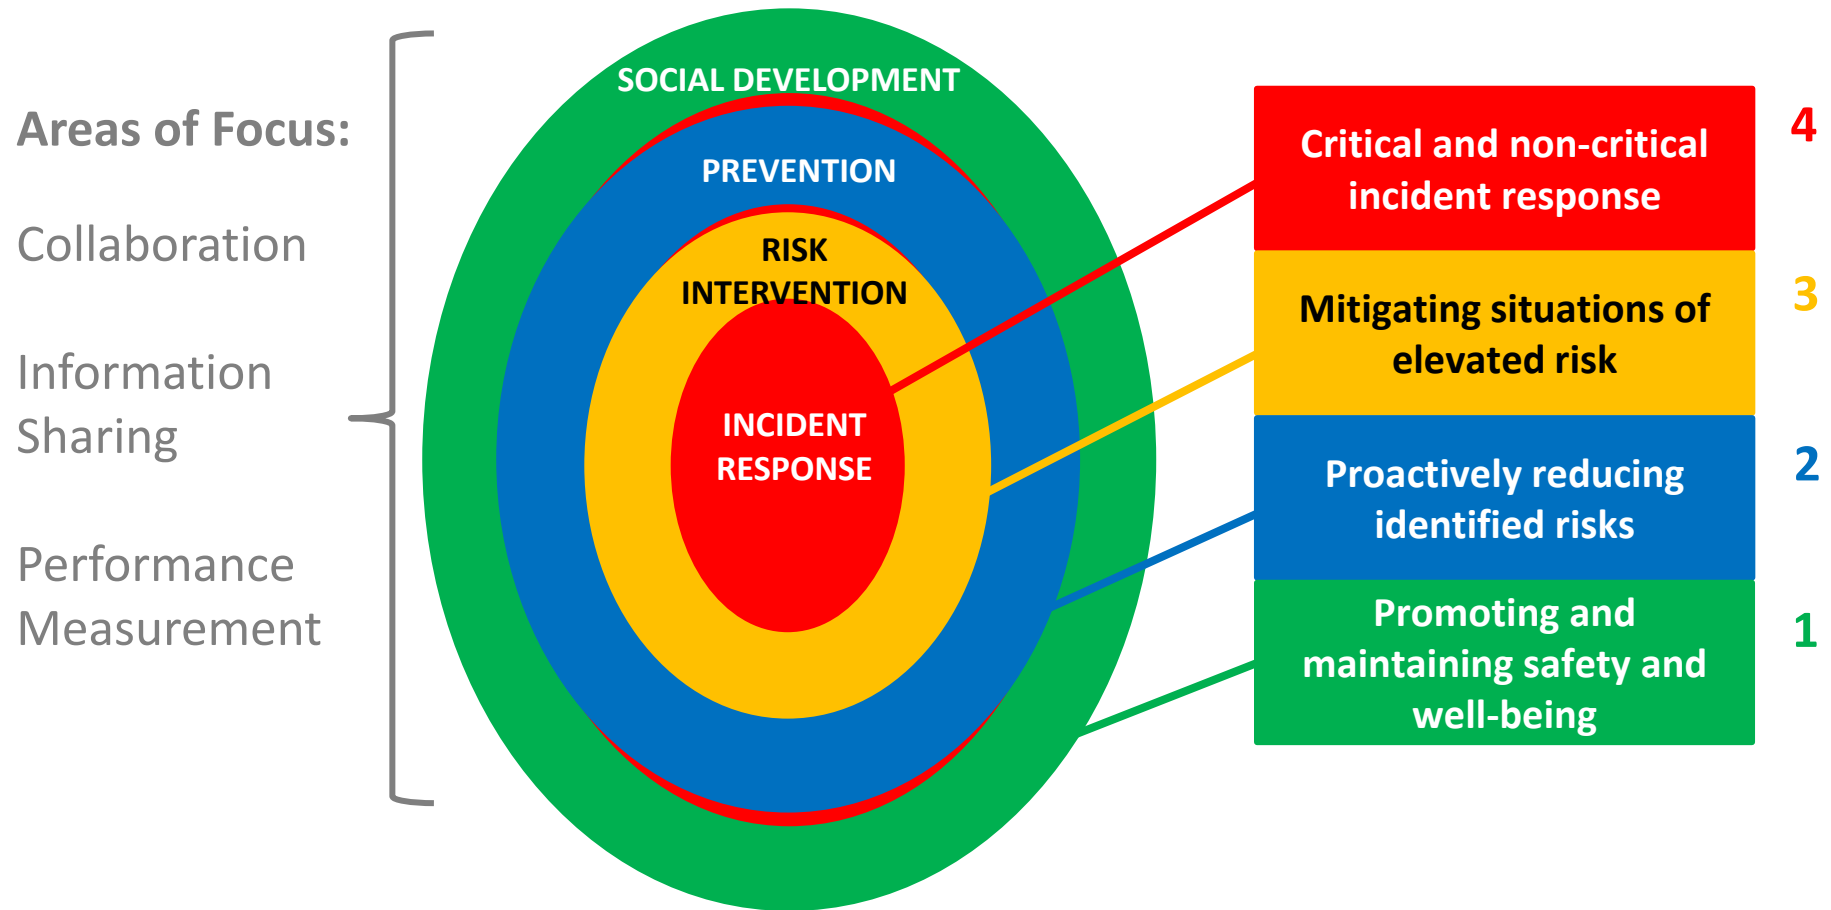 Areas of Focus:
Collaboration
Information
Sharing
Performance
Measurement
SOCIAL DEVELOPMENT
PREVENTION
RISK
INTERVENTION
INCIDENT
RESPONSE
Critical and non-critical
incident response
4
Mitigating situations of
elevated risk
3
Proactively reducing
identified risks
2
Promoting and
maintaining safety and
well-being
1